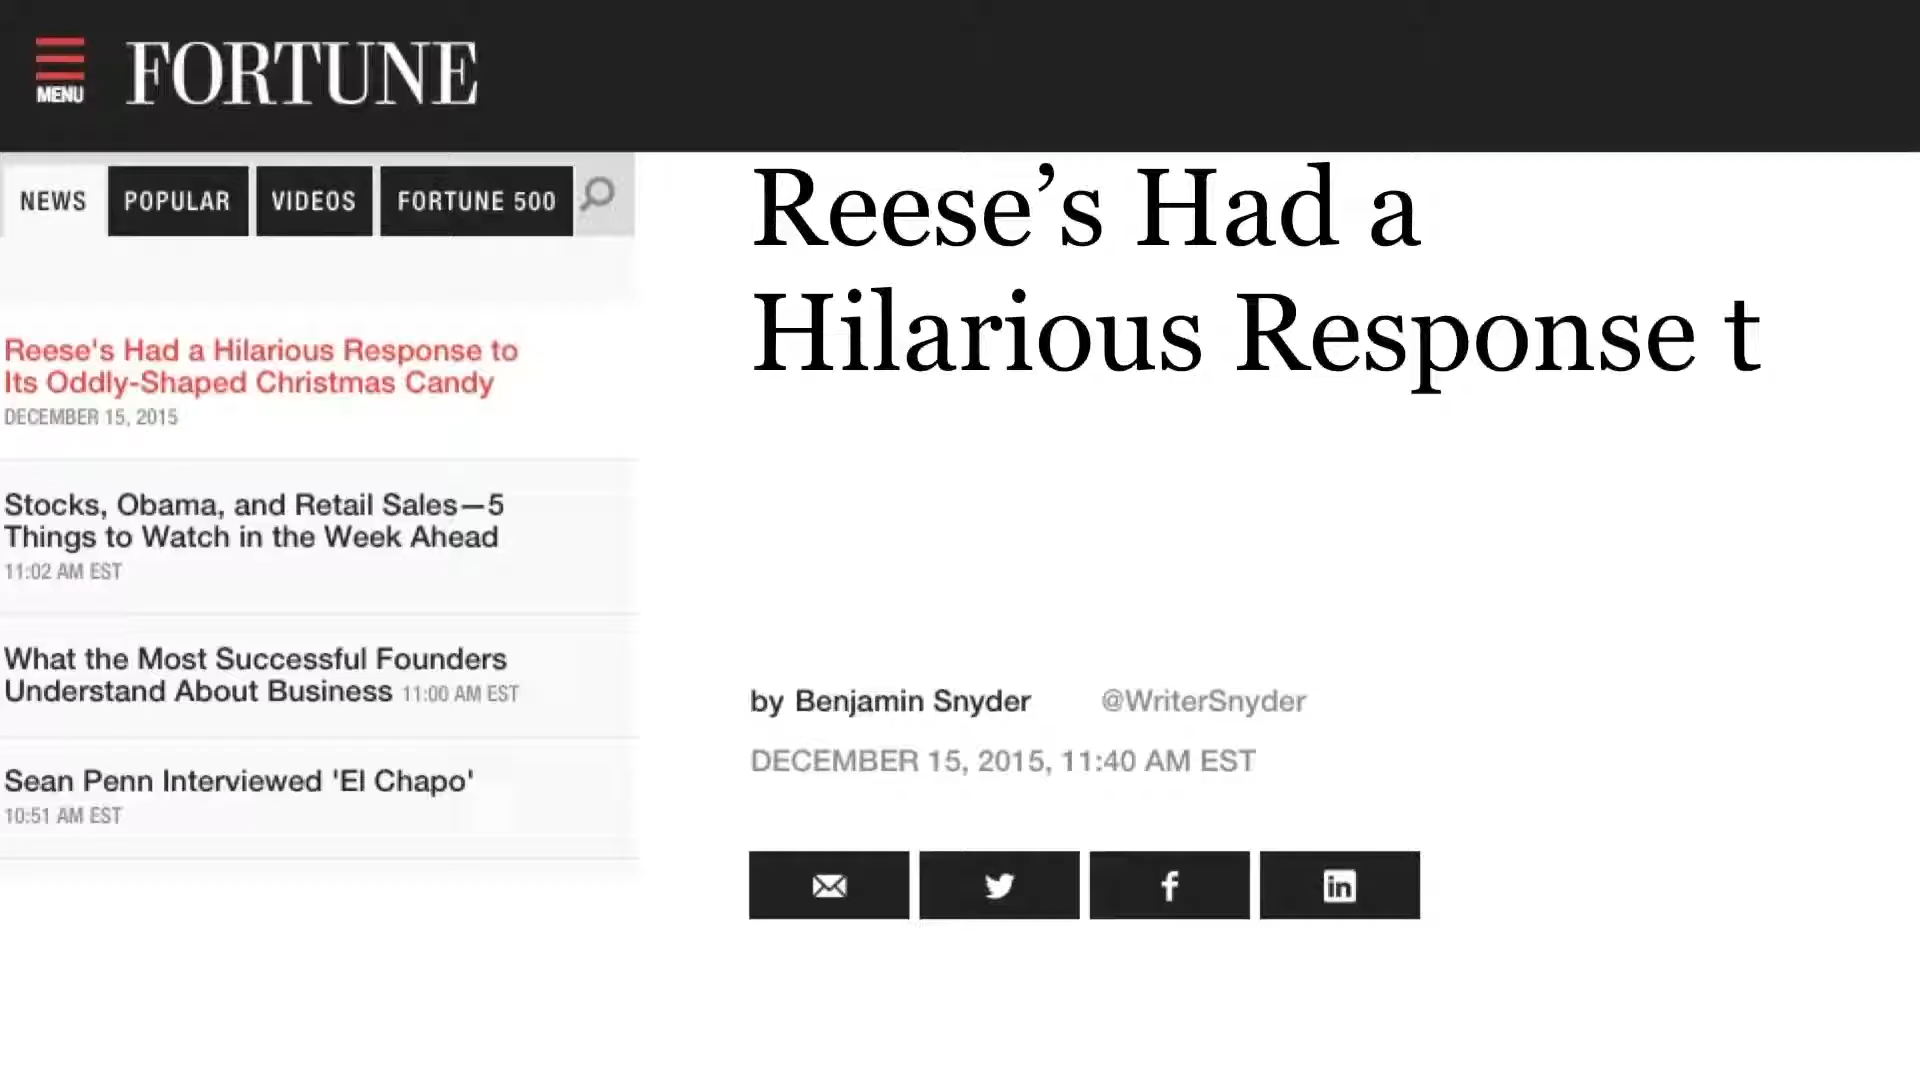 MENU
FORTUNE
NEWS
POPULAR
VIDEOS
FORTUNE 500
Reese's Had a Hilarious Response to
Its Oddly-Shaped Christmas Candy
DECEMBER 15, 2015
Stocks, Obama, and Retail Sales—5
Things to Watch in the Week Ahead
11:02 AM EST
What the Most Successful Founders
Understand About Business 11:00 AM EST
Sean Penn Interviewed 'El Chapo'
10:51 AM EST
Reese’s Had a
Hilarious Response t
by Benjamin Snyder @WriterSnyder
DECEMBER 15, 2015, 11:40 AM EST